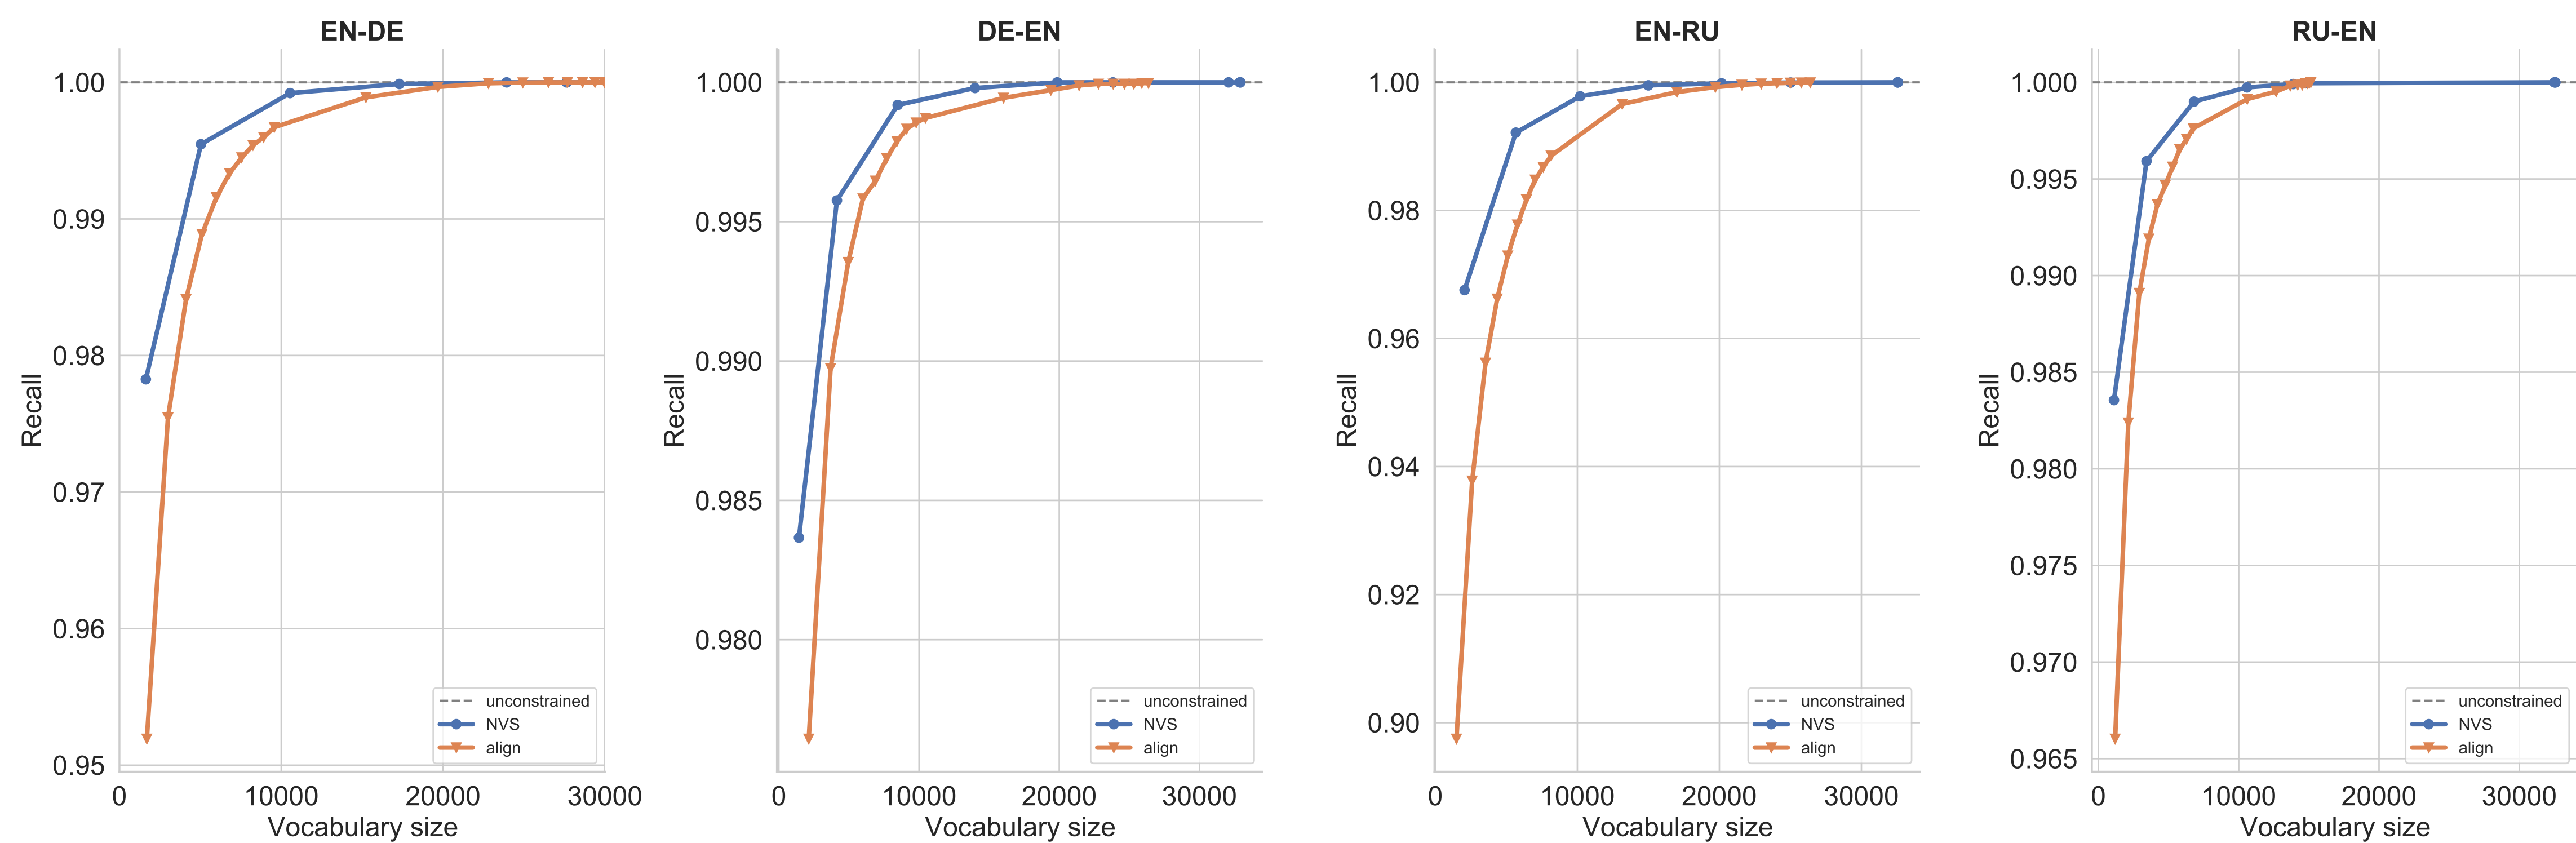 EN-DE
Recall
1.00
0.99
0.98
0.97
0.96
0.95
0
10000
20000
30000
Vocabulary size
unconstrained
NVS
align
DE-EN
Recall
1.000
0.995
0.990
0.985
0.980
0
10000
20000
30000
Vocabulary size
unconstrained
NVS
align
EN-RU
Recall
1.00
0.98
0.96
0.94
0.92
0.90
0
10000
20000
30000
Vocabulary size
unconstrained
NVS
align
RU-EN
Recall
1.000
0.995
0.990
0.985
0.980
0.975
0.970
0.965
0
10000
20000
30000
Vocabulary size
unconstrained
NVS
align